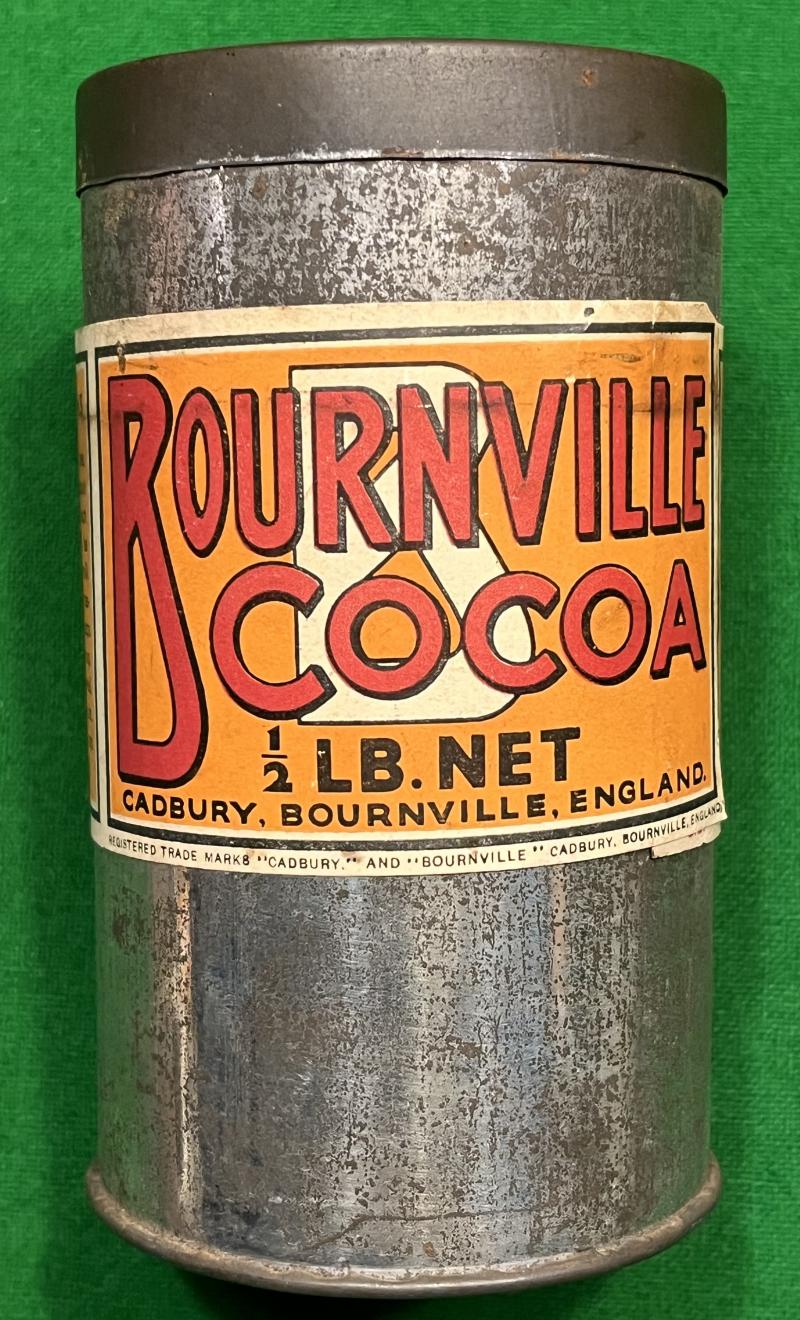 BOURNVILLE
COCOA
½ LB. NET
CADBURY, BOURNVILLE, ENGLAND.
REGISTERED TRADE MARKS "CADBURY," AND "BOURNVILLE" CADBURY, BOURNVILLE, ENGLAND,